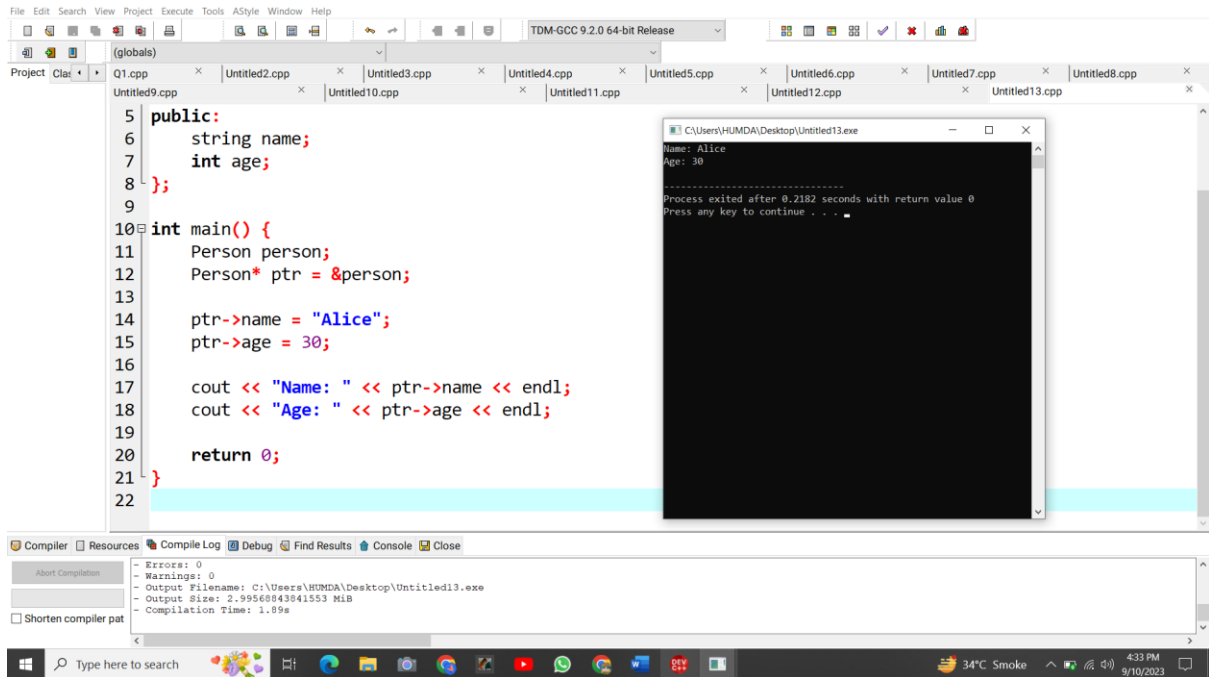 File Edit Search View Project Execute Tools AStyle Window Help
TDM-GCC 9.2.0 64-bit Release
(globals)
Project Clas Q1.cpp Untitled2.cpp Untitled3.cpp Untitled4.cpp Untitled5.cpp Untitled6.cpp Untitled7.cpp Untitled8.cpp
Untitled9.cpp Untitled10.cpp Untitled11.cpp Untitled12.cpp Untitled13.cpp
5 public:
6 string name;
7 int age;
8 };
9
10 int main() {
11 Person person;
12 Person* ptr = &person;
13
14 ptr->name = "Alice";
15 ptr->age = 30;
16
17 cout << "Name: " << ptr->name << endl;
18 cout << "Age: " << ptr->age << endl;
19
20 return 0;
21 }
22
C:\Users\HUMDA\Desktop\Untitled13.exe
Name: Alice
Age: 30
--------------------------------
Process exited after 0.2182 seconds with return value 0
Press any key to continue . . .
Compiler Resources Compile Log Debug Find Results Console Close
Abort Compilation
Shorten compiler pat
- Errors: 0
- Warnings: 0
- Output Filename: C:\Users\HUMDA\Desktop\Untitled13.exe
- Output Size: 2.99568843841553 MiB
- Compilation Time: 1.89s
Type here to search
DEV C++
34°C Smoke
4:33 PM
9/10/2023